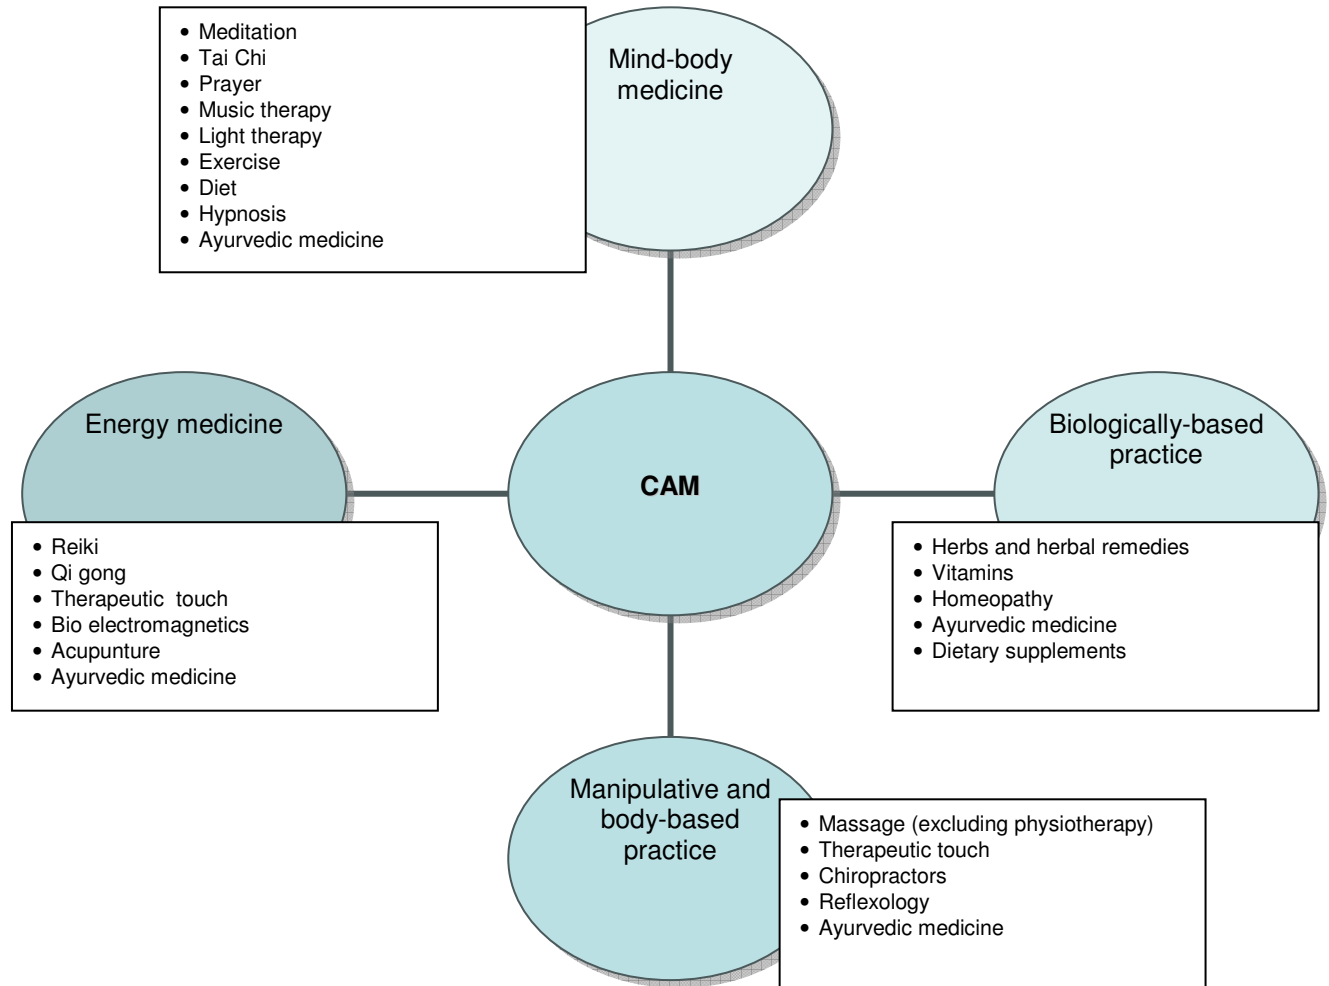 • Meditation
• Tai Chi
• Prayer
• Music therapy
• Light therapy
• Exercise
• Diet
• Hypnosis
• Ayurvedic medicine
Mind-body
medicine
Energy medicine
• Reiki
• Qi gong
• Therapeutic  touch
• Bio electromagnetics
• Acupunture
• Ayurvedic medicine
CAM
Biologically-based
practice
• Herbs and herbal remedies
• Vitamins
• Homeopathy
• Ayurvedic medicine
• Dietary supplements
Manipulative and
body-based
practice
• Massage (excluding physiotherapy)
• Therapeutic touch
• Chiropractors
• Reflexology
• Ayurvedic medicine